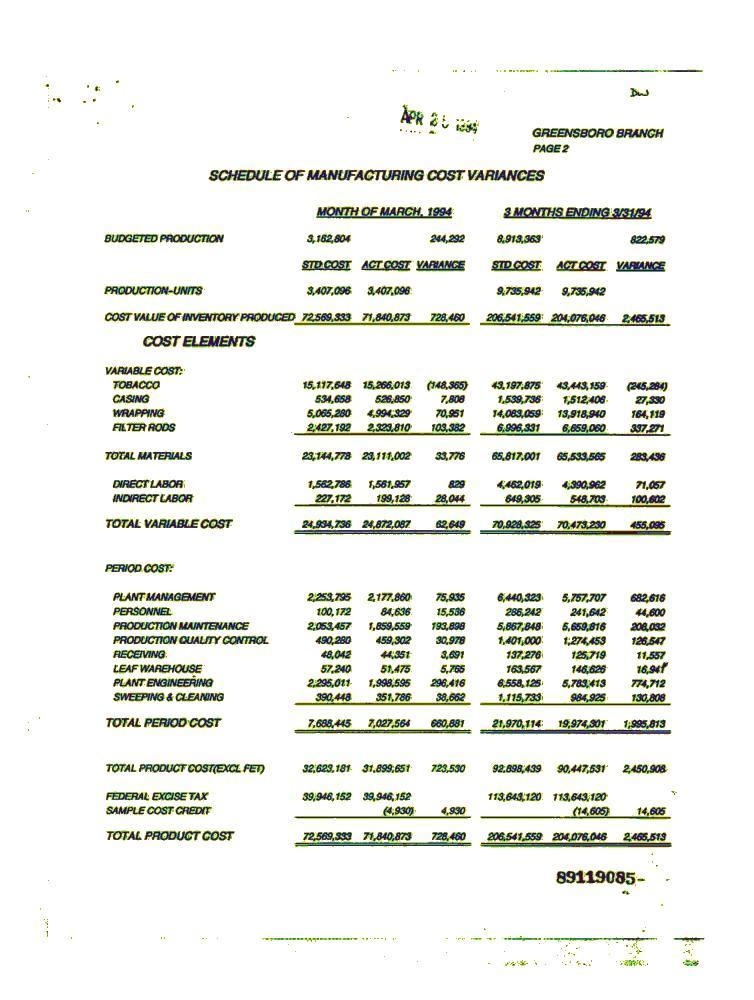 DW
APR 2 1994
GREENSBORO BRANCH
PAGE 2
SCHEDULE OF MANUFACTURING COST VARIANCES
MONTH OF MARCH, 1994 3 MONTHS ENDING 3/31/94
BUDGETED PRODUCTION 3,162,804 244,292 8,913,363 822,579
STD COST ACT COST VARIANCE STD COST ACT COST VARIANCE
PRODUCTION-UNITS 3,407,096 3,407,096 9,735,942 9,735,942
COST VALUE OF INVENTORY PRODUCED 72,569,333 71,840,873 728,460 206,541,559 204,076,046 2,465,513
COST ELEMENTS
VARIABLE COST:
TOBACCO 15,117,648 15,266,013 (148,365) 43,197,875 43,443,159 (245,284)
CASING 534,658 526,850 7,808 1,539,736 1,512,406 27,330
WRAPPING 5,065,280 4,994,329 70,951 14,083,059 13,918,940 164,119
FILTER RODS 2,427,192 2,323,810 103,382 6,996,331 6,659,060 337,271
TOTAL MATERIALS 23,144,778 23,111,002 33,776 65,817,001 65,533,565 283,436
DIRECT LABOR 1,562,786 1,561,957 829 4,462,019 4,390,962 71,057
INDIRECT LABOR 227,172 199,128 28,044 649,305 548,703 100,602
TOTAL VARIABLE COST 24,934,736 24,872,087 62,649 70,928,325 70,473,230 455,095
PERIOD COST:
PLANT MANAGEMENT 2,253,795 2,177,860 75,935 6,440,323 5,757,707 682,616
PERSONNEL 100,172 84,636 15,536 286,242 241,642 44,600
PRODUCTION MAINTENANCE 2,053,457 1,859,559 193,898 5,867,848 5,659,816 208,032
PRODUCTION QUALITY CONTROL 490,280 459,302 30,978 1,401,000 1,274,453 126,547
RECEIVING 48,042 44,351 3,691 137,276 125,719 11,557
LEAF WAREHOUSE 57,240 51,475 5,765 163,567 146,626 16,941
PLANT ENGINEERING 2,295,011 1,998,595 296,416 6,558,125 5,783,413 774,712
SWEEPING & CLEANING 390,448 351,786 38,662 1,115,733 984,925 130,808
TOTAL PERIOD COST 7,688,445 7,027,564 660,881 21,970,114 19,974,301 1,995,813
TOTAL PRODUCT COST(EXCL FET) 32,623,181 31,899,651 723,530 92,898,439 90,447,531 2,450,908
FEDERAL EXCISE TAX 39,946,152 39,946,152 113,643,120 113,643,120
SAMPLE COST CREDIT (4,930) 4,930 (14,605) 14,605
TOTAL PRODUCT COST 72,569,333 71,840,873 728,460 206,541,559 204,076,046 2,465,513
89119085-